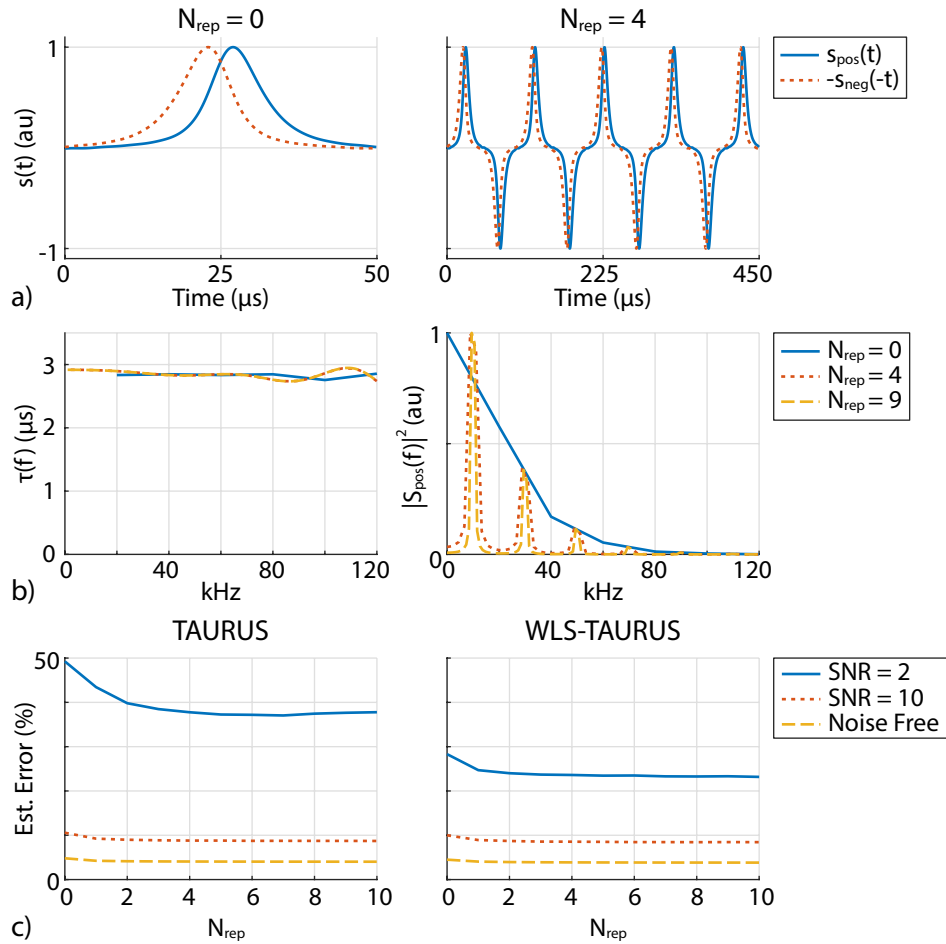 a)
N_rep = 0
s(t) (au)
1
-1
0
25
50
Time (µs)
N_rep = 4
0
225
450
Time (µs)
s_pos(t)
-s_neg(-t)
b)
τ(f) (µs)
3
2
1
0
0
40
80
120
kHz
|S_pos(f)|² (au)
1
0
0
40
80
120
kHz
N_rep = 0
N_rep = 4
N_rep = 9
c)
TAURUS
Est. Error (%)
50
0
0
2
4
6
8
10
N_rep
WLS-TAURUS
0
2
4
6
8
10
N_rep
SNR = 2
SNR = 10
Noise Free